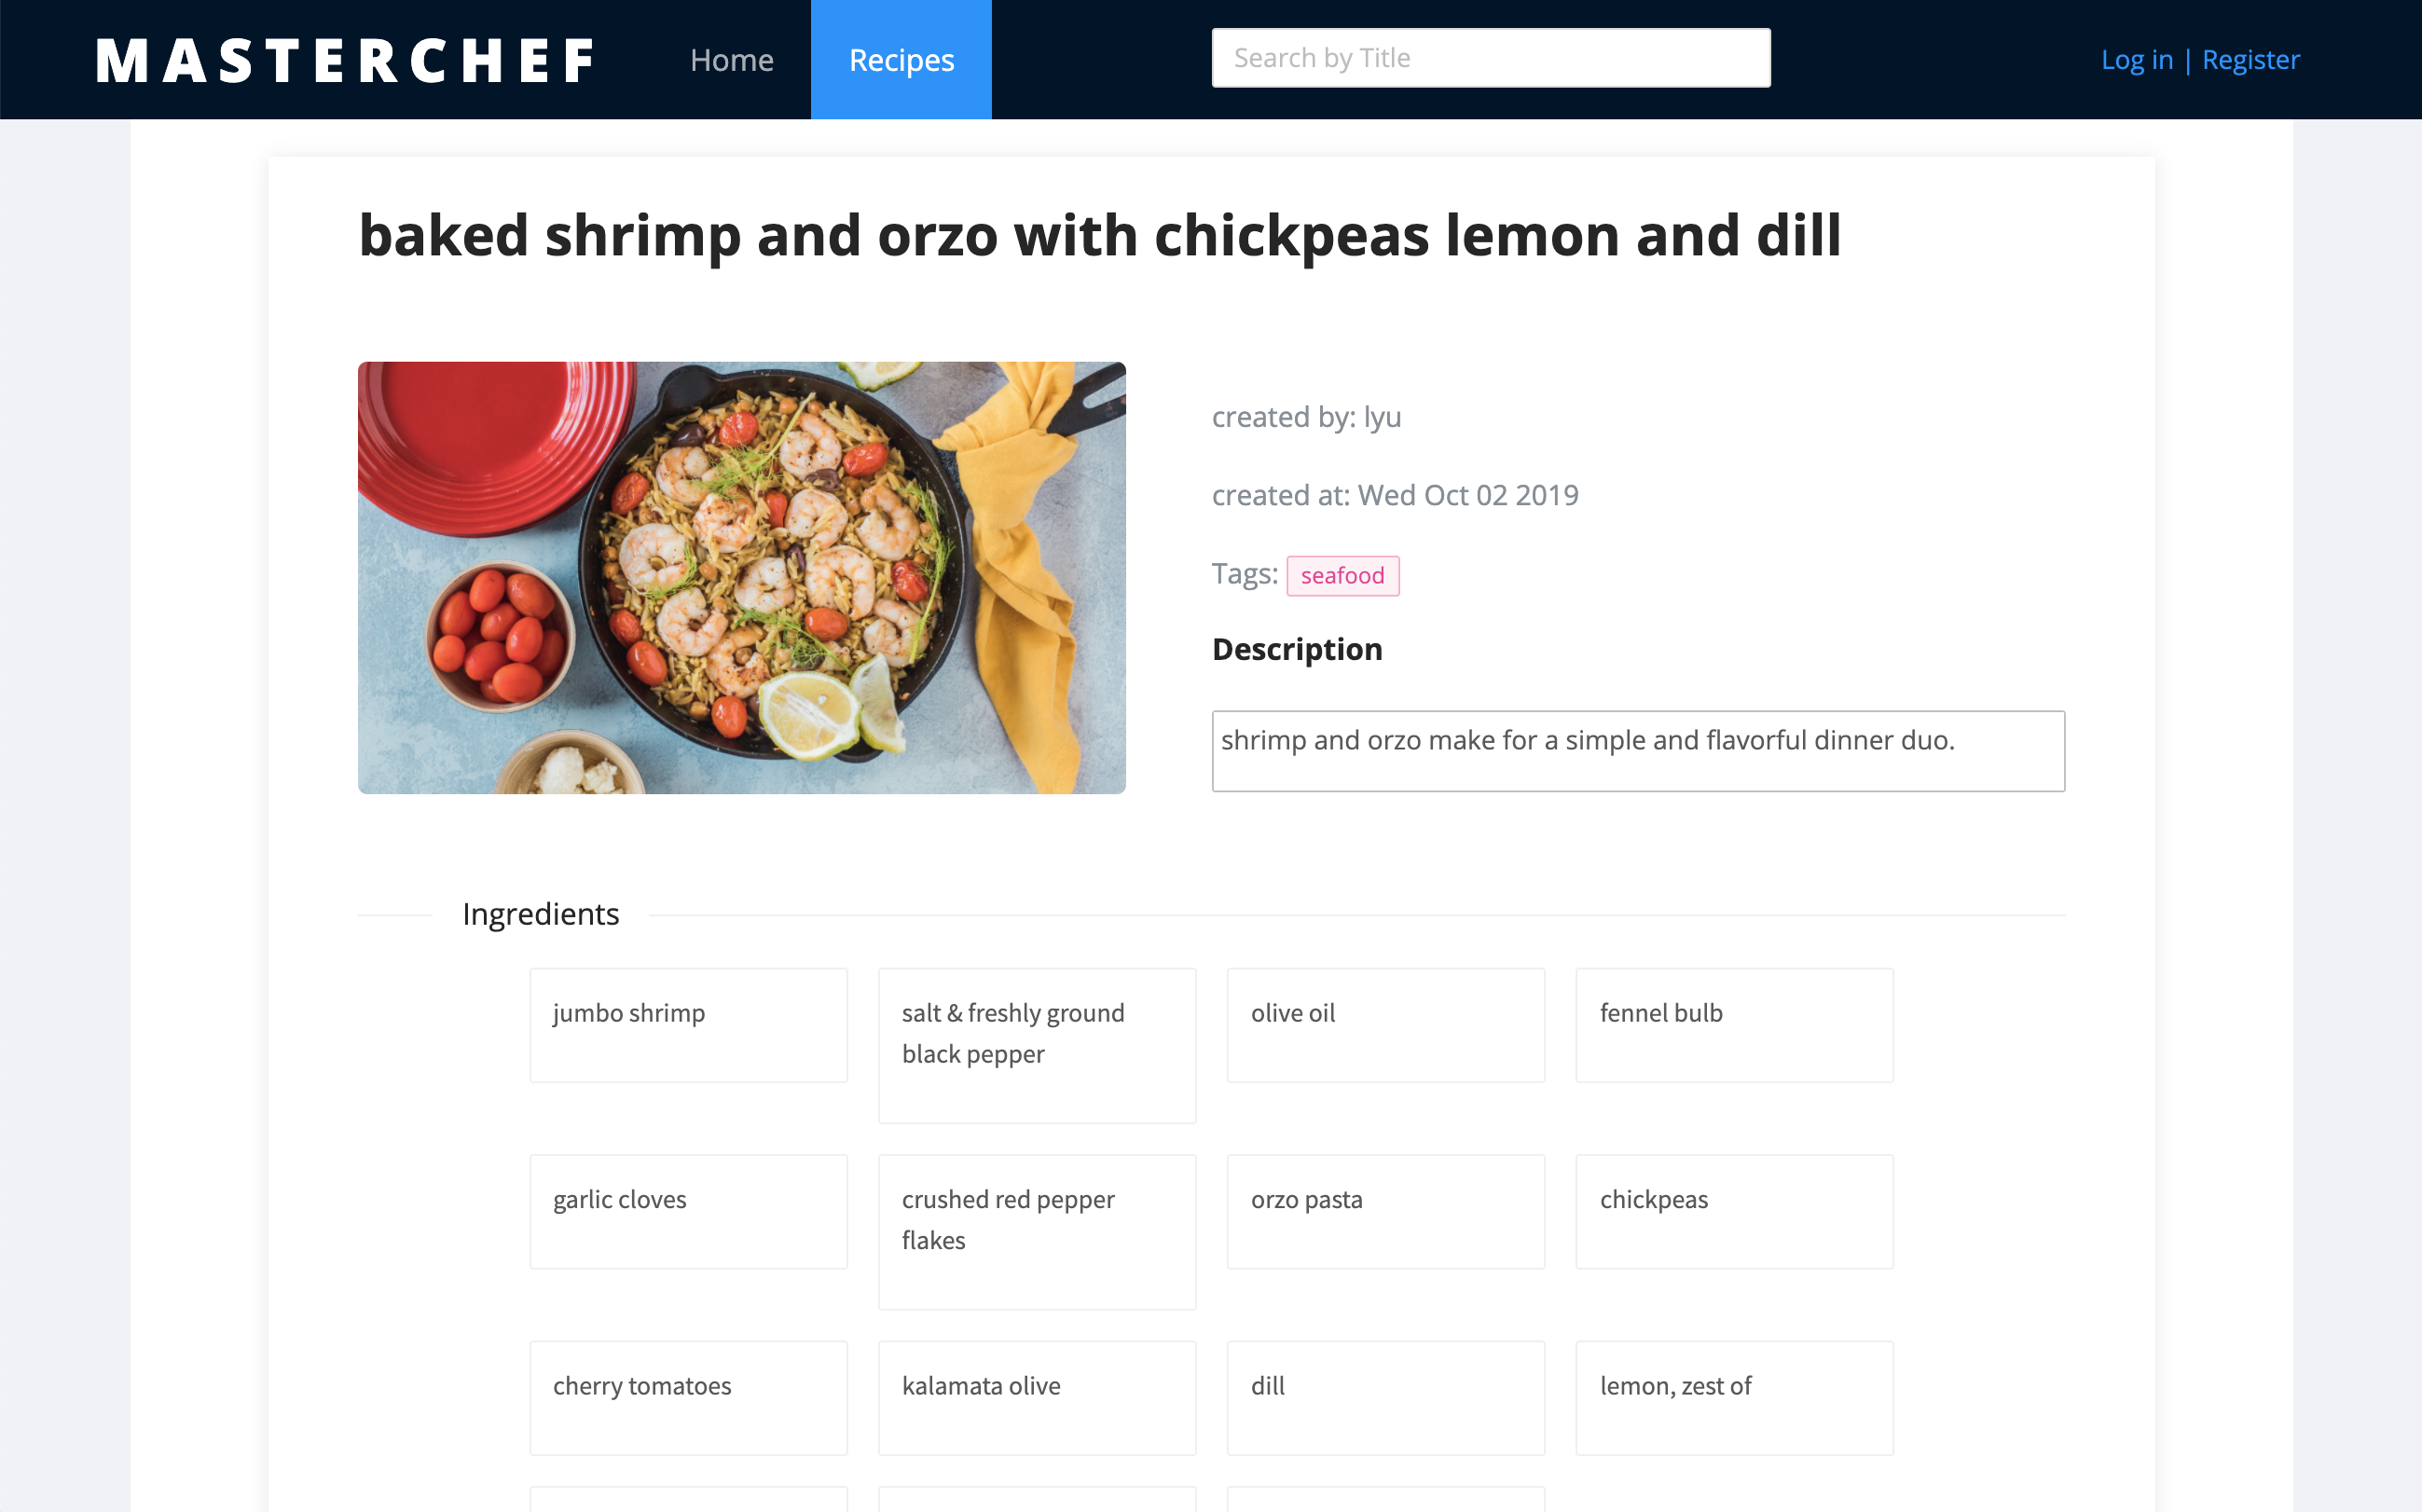 MASTERCHEF
Home
Recipes
Search by Title
Log in | Register
baked shrimp and orzo with chickpeas lemon and dill
created by: lyu
created at: Wed Oct 02 2019
Tags: seafood
Description
shrimp and orzo make for a simple and flavorful dinner duo.
Ingredients
jumbo shrimp
salt & freshly ground
black pepper
olive oil
fennel bulb
garlic cloves
crushed red pepper
flakes
orzo pasta
chickpeas
cherry tomatoes
kalamata olive
dill
lemon, zest of